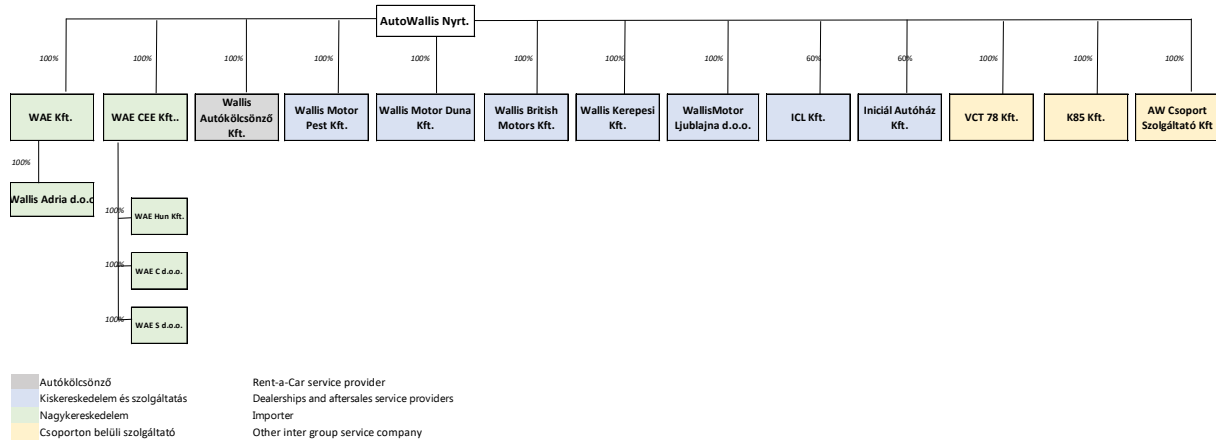 AutoWallis Nyrt.
100% 100% 100% 100% 100% 100% 100% 100% 60% 60% 100% 100% 100%
WAE Kft.
WAE CEE Kft..
Wallis
Autókölcsönző
Kft.
Wallis Motor
Pest Kft.
Wallis Motor Duna
Kft.
Wallis British
Motors Kft.
Wallis Kerepesi
Kft.
WallisMotor
Ljublajna d.o.o.
ICL Kft.
Iniciál Autóház
Kft.
VCT 78 Kft.
K85 Kft.
AW Csoport
Szolgáltató Kft
100%
Wallis Adria d.o.o
100%
WAE Hun Kft.
100%
WAE C d.o.o.
100%
WAE S d.o.o.
Autókölcsönző Rent-a-Car service provider
Kiskereskedelem és szolgáltatás Dealerships and aftersales service providers
Nagykereskedelem Importer
Csoporton belüli szolgáltató Other inter group service company